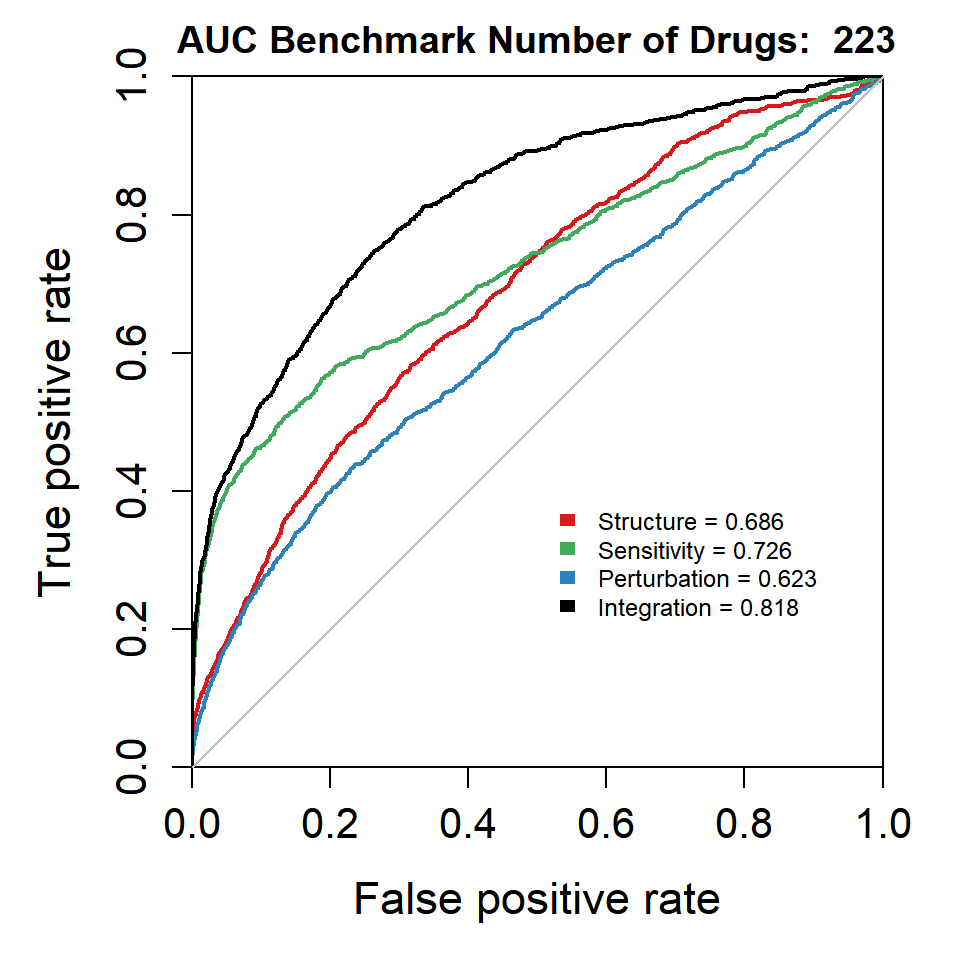 AUC Benchmark Number of Drugs:  223
True positive rate
1.0
0.8
0.6
0.4
0.2
0.0
Structure = 0.686
Sensitivity = 0.726
Perturbation = 0.623
Integration = 0.818
0.0 0.2 0.4 0.6 0.8 1.0
False positive rate